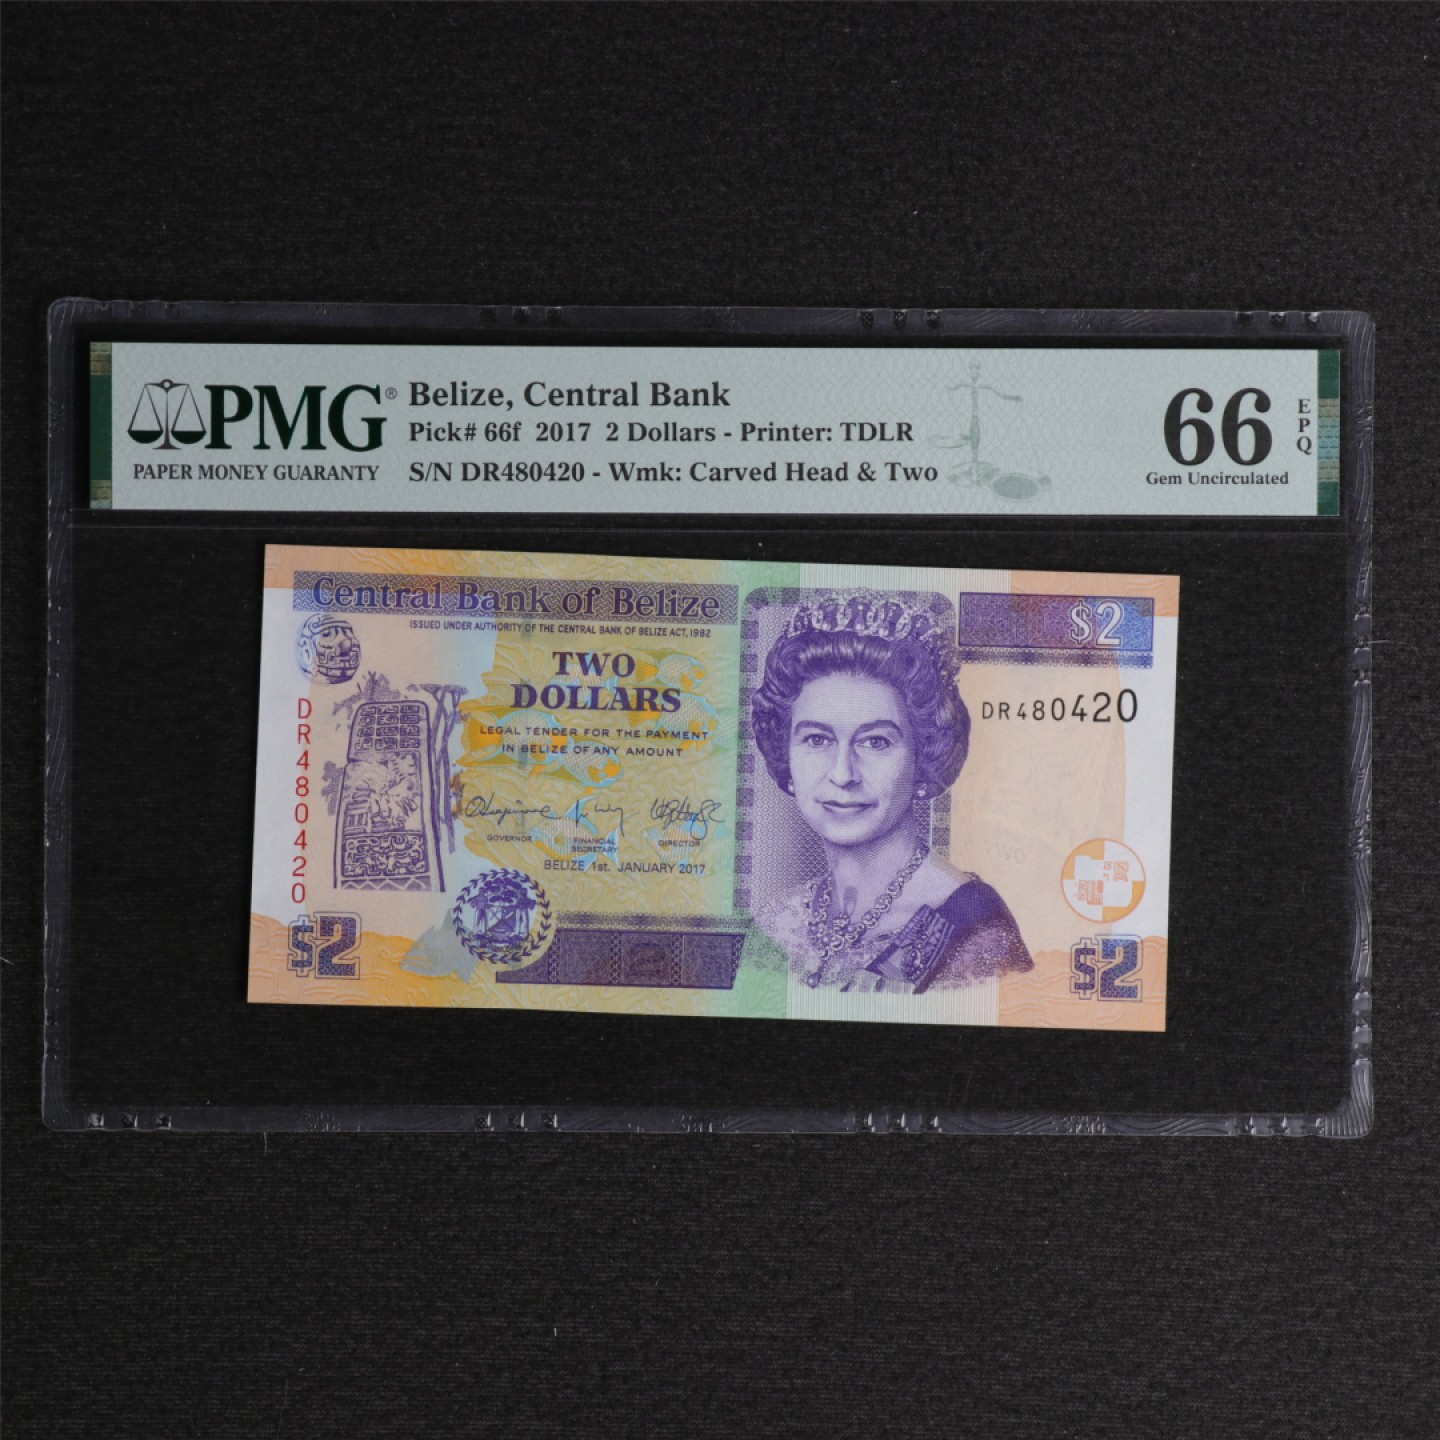 PMG®
PAPER MONEY GUARANTY
Belize, Central Bank
Pick# 66f 2017 2 Dollars - Printer: TDLR
S/N DR480420 - Wmk: Carved Head & Two
66
EPQ
Gem Uncirculated
Central Bank of Belize
ISSUED UNDER AUTHORITY OF THE CENTRAL BANK OF BELIZE ACT, 1982
$2
TWO
DOLLARS
DR480420
LEGAL TENDER FOR THE PAYMENT
IN BELIZE OF ANY AMOUNT
DR480420
GOVERNOR
FINANCIAL
SECRETARY
DIRECTOR
BELIZE 1st. JANUARY 2017
$2
$2
PMG